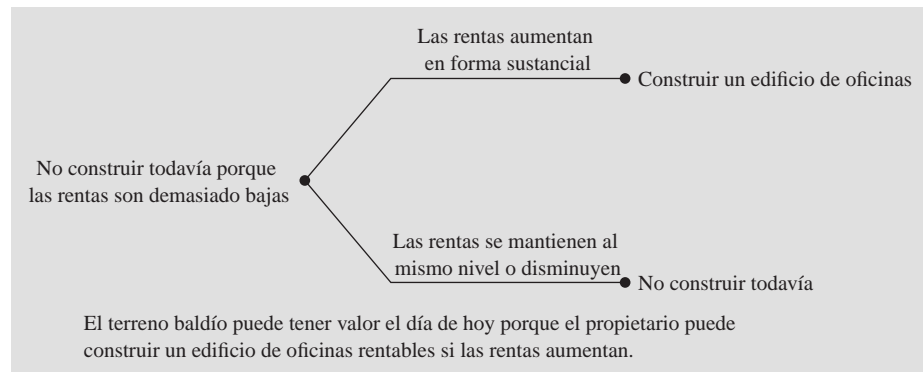 Las rentas aumentan
en forma sustancial
Construir un edificio de oficinas
No construir todavía porque
las rentas son demasiado bajas
Las rentas se mantienen al
mismo nivel o disminuyen
No construir todavía
El terreno baldío puede tener valor el día de hoy porque el propietario puede
construir un edificio de oficinas rentables si las rentas aumentan.